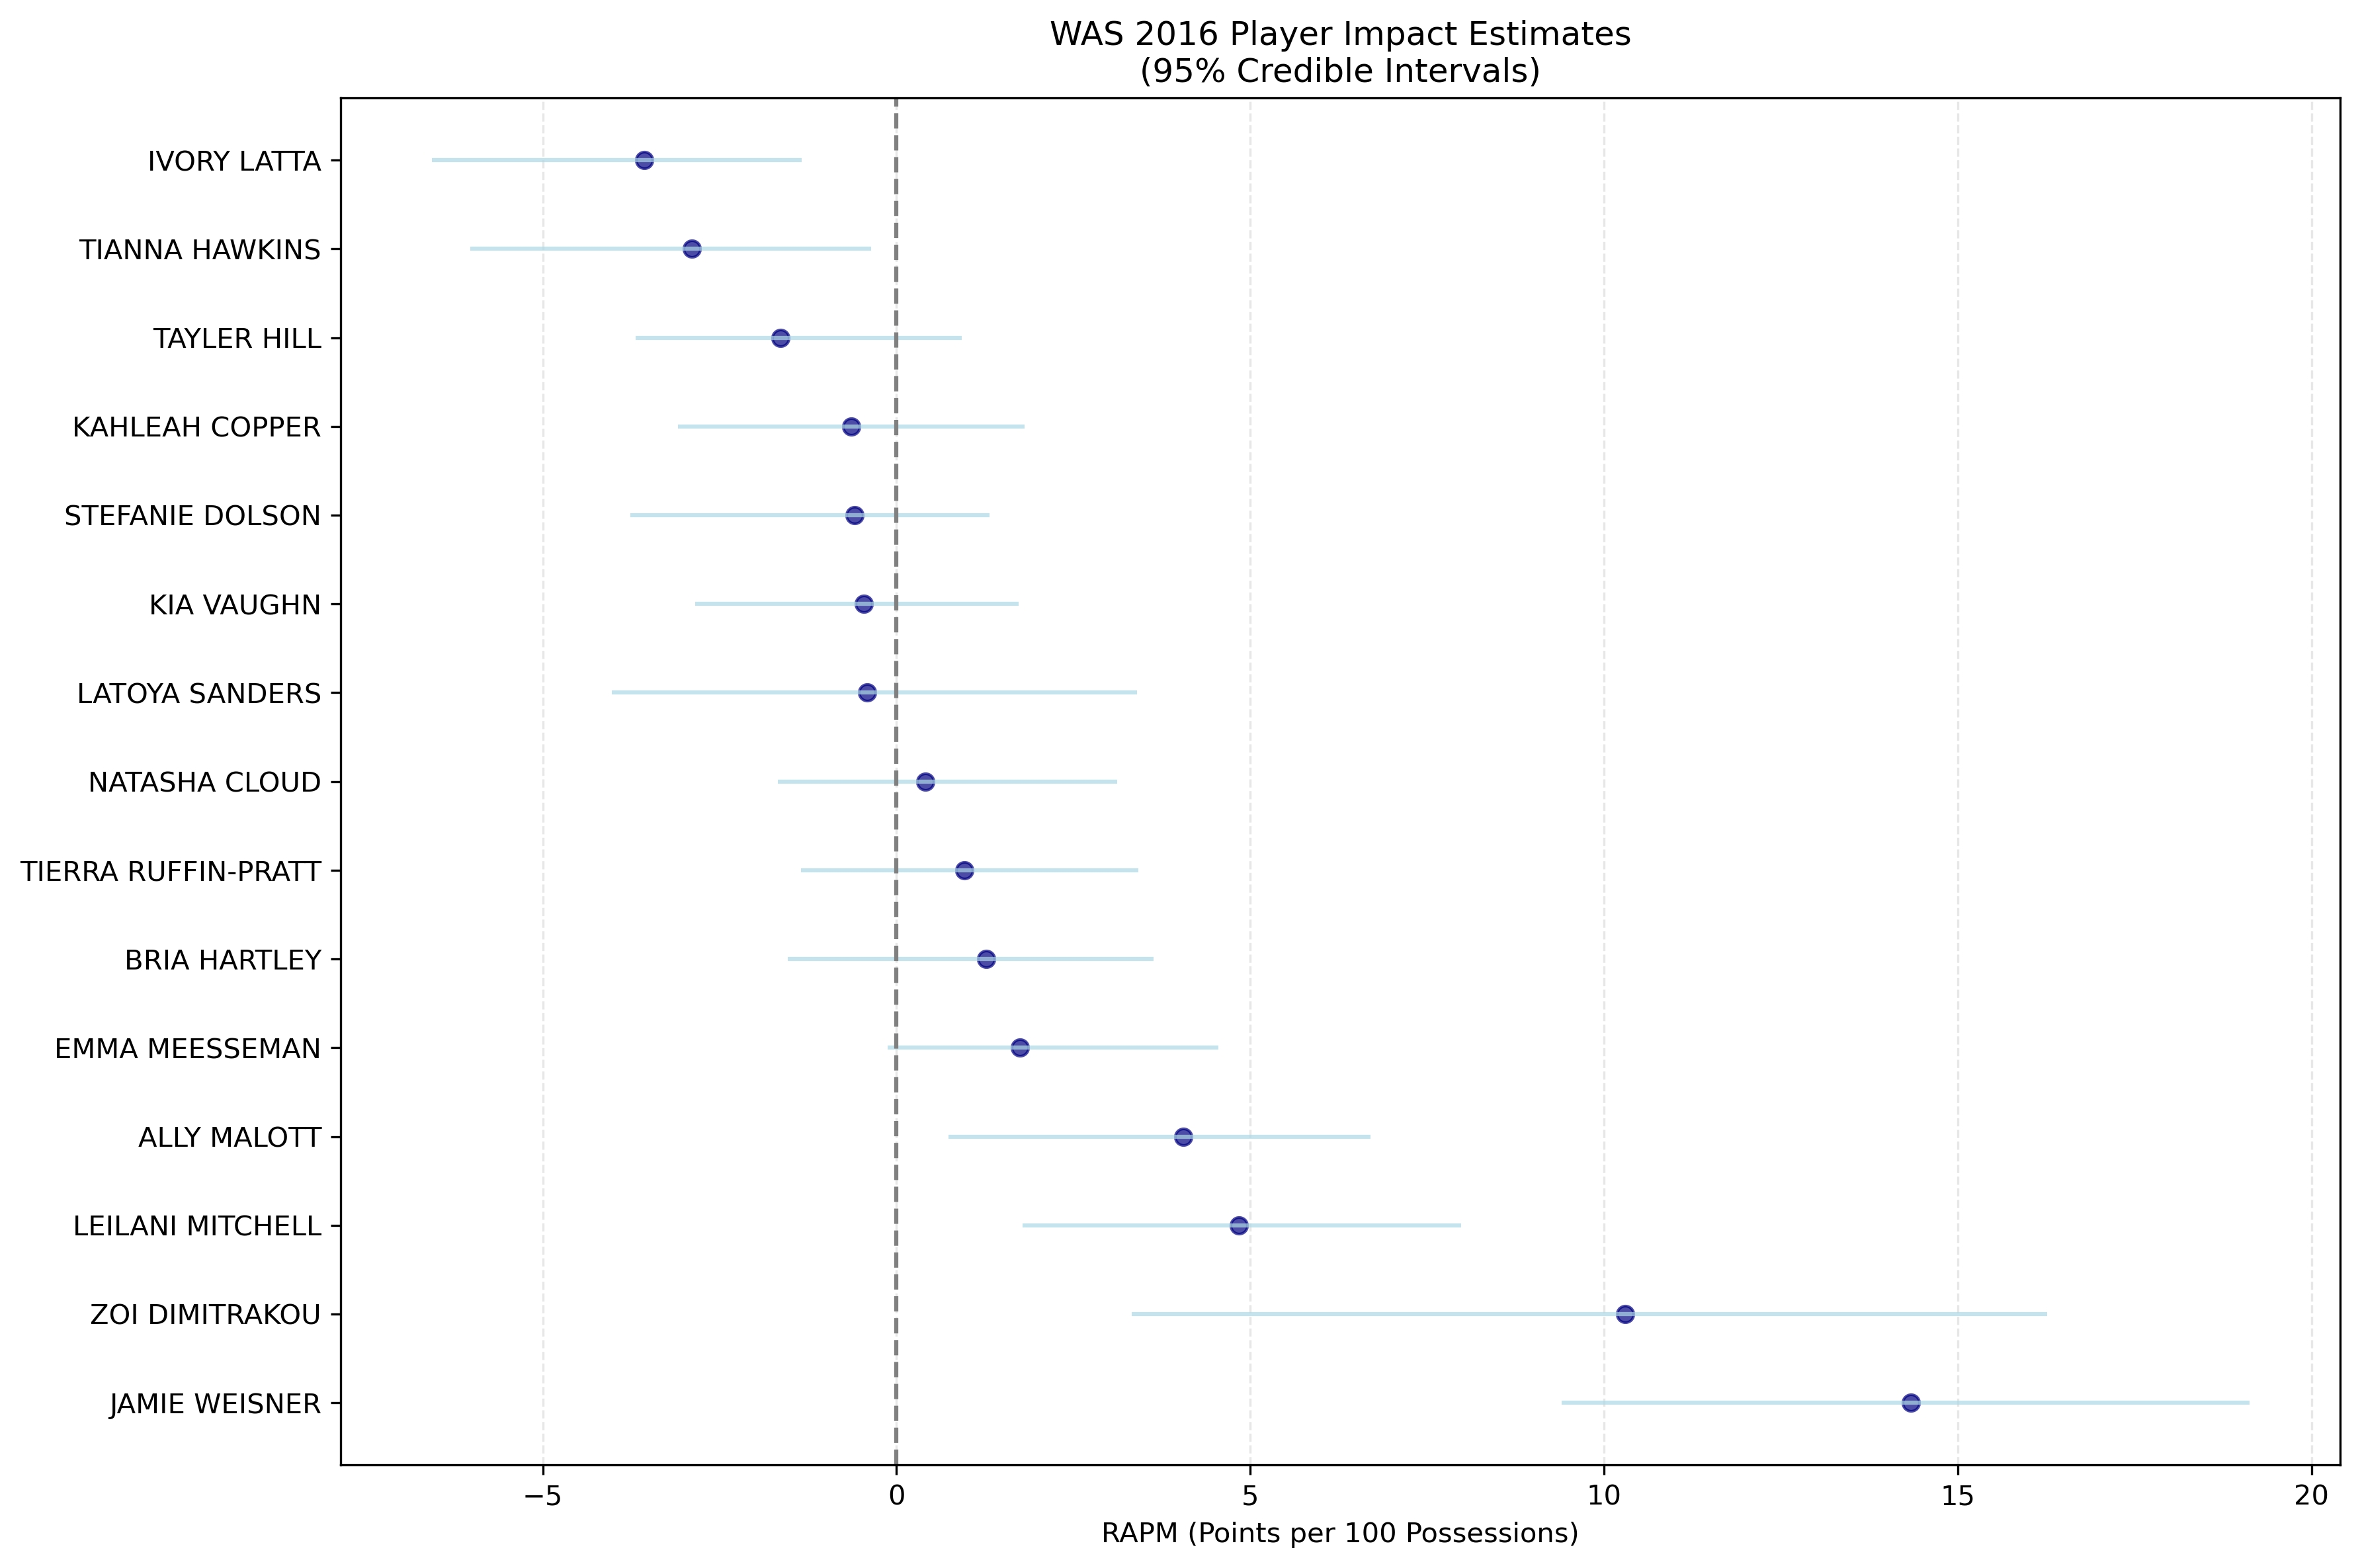 WAS 2016 Player Impact Estimates
(95% Credible Intervals)
IVORY LATTA
TIANNA HAWKINS
TAYLER HILL
KAHLEAH COPPER
STEFANIE DOLSON
KIA VAUGHN
LATOYA SANDERS
NATASHA CLOUD
TIERRA RUFFIN-PRATT
BRIA HARTLEY
EMMA MEESSEMAN
ALLY MALOTT
LEILANI MITCHELL
ZOI DIMITRAKOU
JAMIE WEISNER
−5 0 5 10 15 20
RAPM (Points per 100 Possessions)